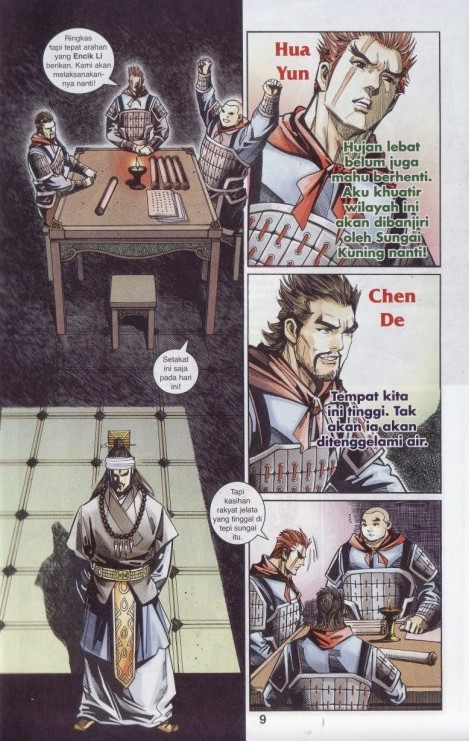 Ringkas
tapi tepat arahan
yang Encik Li
berikan. Kami akan
melaksanakan-
nya nanti!
Setakat
ini saja
pada hari
ini!
Hua
Yun
Hujan lebat
belum juga
mahu berhenti.
Aku khuatir
wilayah ini
akan dibanjiri
oleh Sungai
Kuning nanti!
Chen
De
Tempat kita
ini tinggi. Tak
akan ia akan
ditenggelami air.
Tapi
kasihan
rakyat jelata
yang tinggal di
tepi sungai
itu.
9